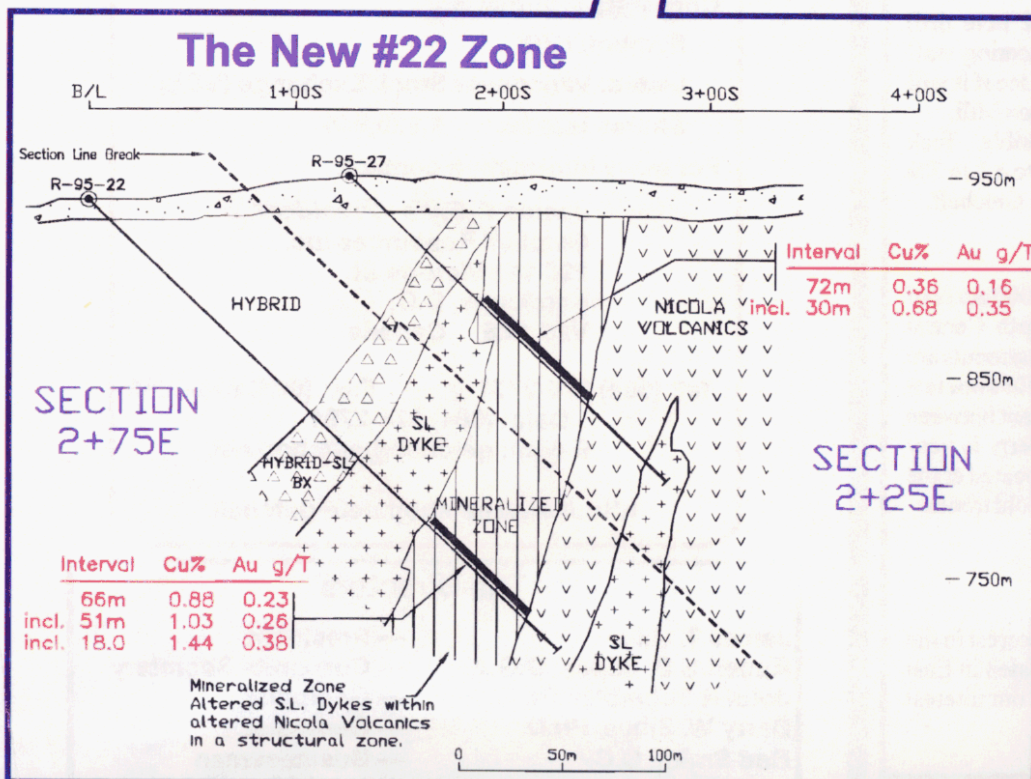 The New #22 Zone
B/L 1+00S 2+00S 3+00S 4+00S
Section Line Break
R-95-27
R-95-22
950m
Interval Cu% Au g/T
72m 0.36 0.16
incl. 30m 0.68 0.35
HYBRID
NICOLA
VOLCANICS
850m
SECTION
2+75E
SL
DYKE
HYBRID-SL
BX
SECTION
2+25E
MINERALIZED
ZONE
750m
Interval Cu% Au g/T
66m 0.88 0.23
incl. 51m 1.03 0.26
incl. 18.0 1.44 0.38
SL
DYKE
Mineralized Zone
Altered S.L. Dykes within
altered Nicola Volcanics
in a structural zone.
0 50m 100m